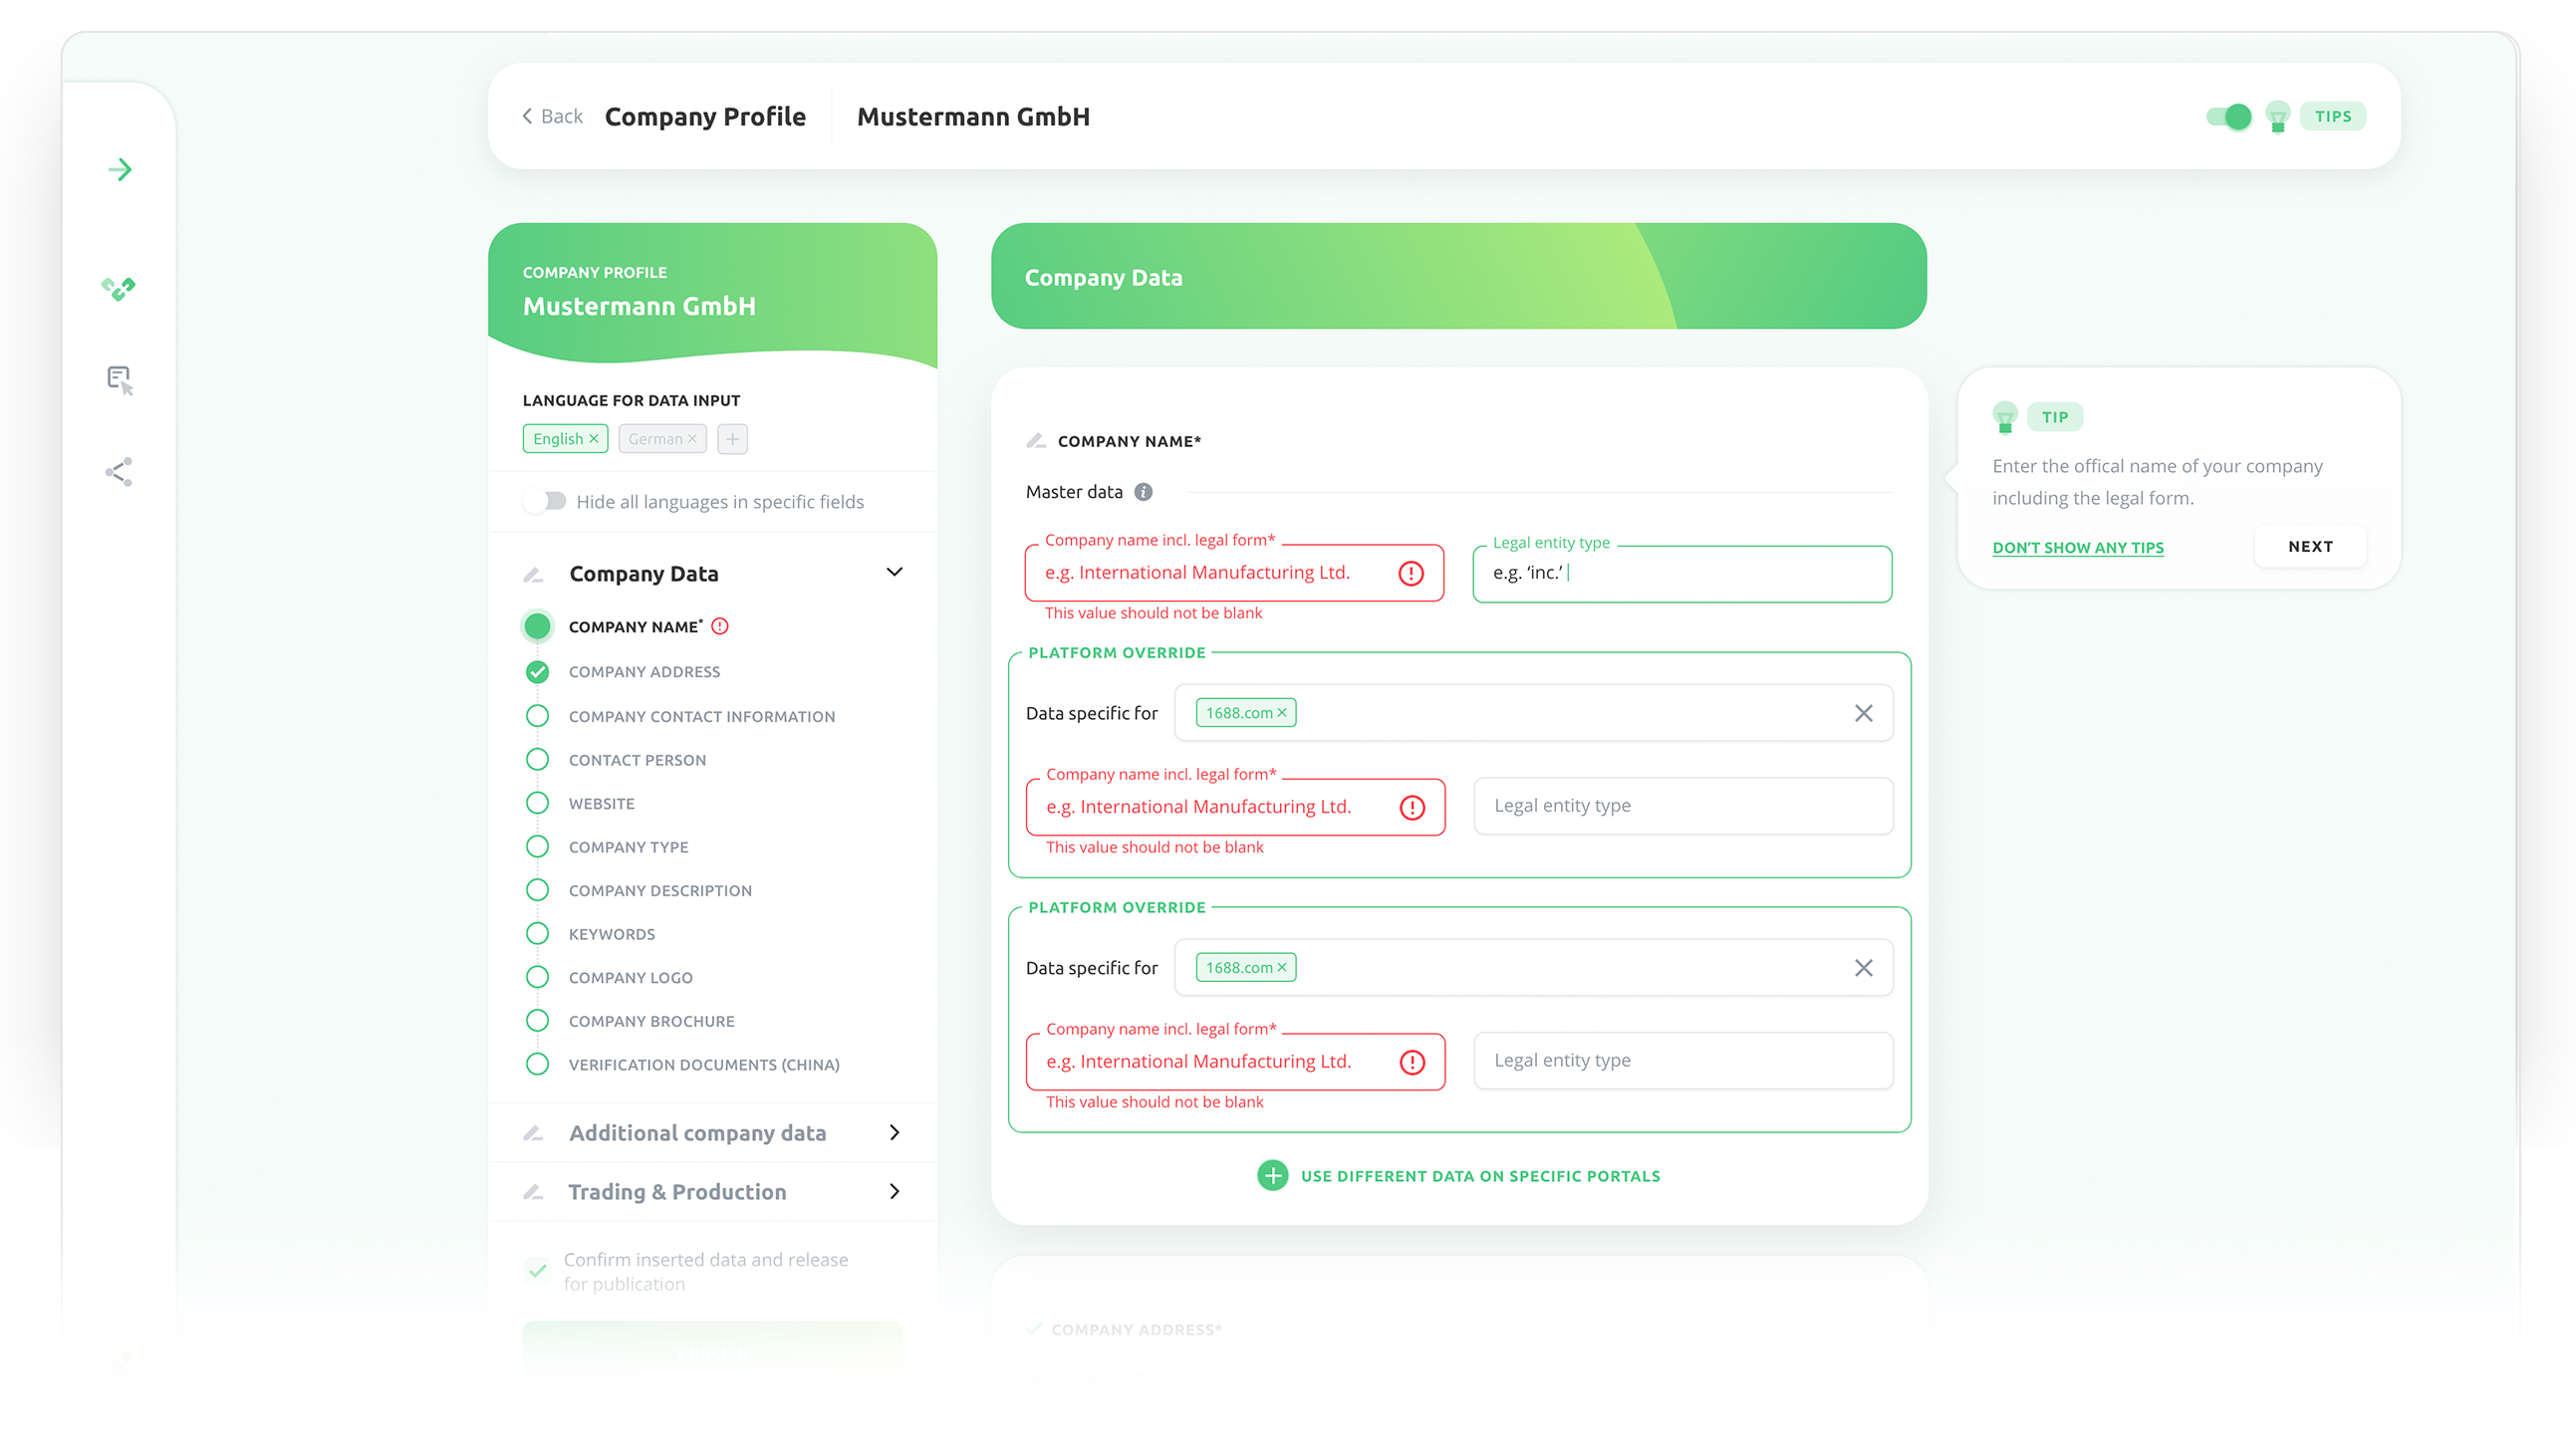 Back Company Profile Mustermann GmbH TIPS
COMPANY PROFILE
Mustermann GmbH
LANGUAGE FOR DATA INPUT
English German
Hide all languages in specific fields
Company Data
COMPANY NAME*
COMPANY ADDRESS
COMPANY CONTACT INFORMATION
CONTACT PERSON
WEBSITE
COMPANY TYPE
COMPANY DESCRIPTION
KEYWORDS
COMPANY LOGO
COMPANY BROCHURE
VERIFICATION DOCUMENTS (CHINA)
Additional company data
Trading & Production
Confirm inserted data and release
for publication
PUBLISH
Company Data
COMPANY NAME*
Master data
Company name incl. legal form*
e.g. International Manufacturing Ltd.
This value should not be blank
Legal entity type
e.g. ‘inc.’
PLATFORM OVERRIDE
Data specific for 1688.com
Company name incl. legal form*
e.g. International Manufacturing Ltd.
This value should not be blank
Legal entity type
PLATFORM OVERRIDE
Data specific for 1688.com
Company name incl. legal form*
e.g. International Manufacturing Ltd.
This value should not be blank
Legal entity type
USE DIFFERENT DATA ON SPECIFIC PORTALS
COMPANY ADDRESS*
TIP
Enter the offical name of your company
including the legal form.
DON’T SHOW ANY TIPS NEXT